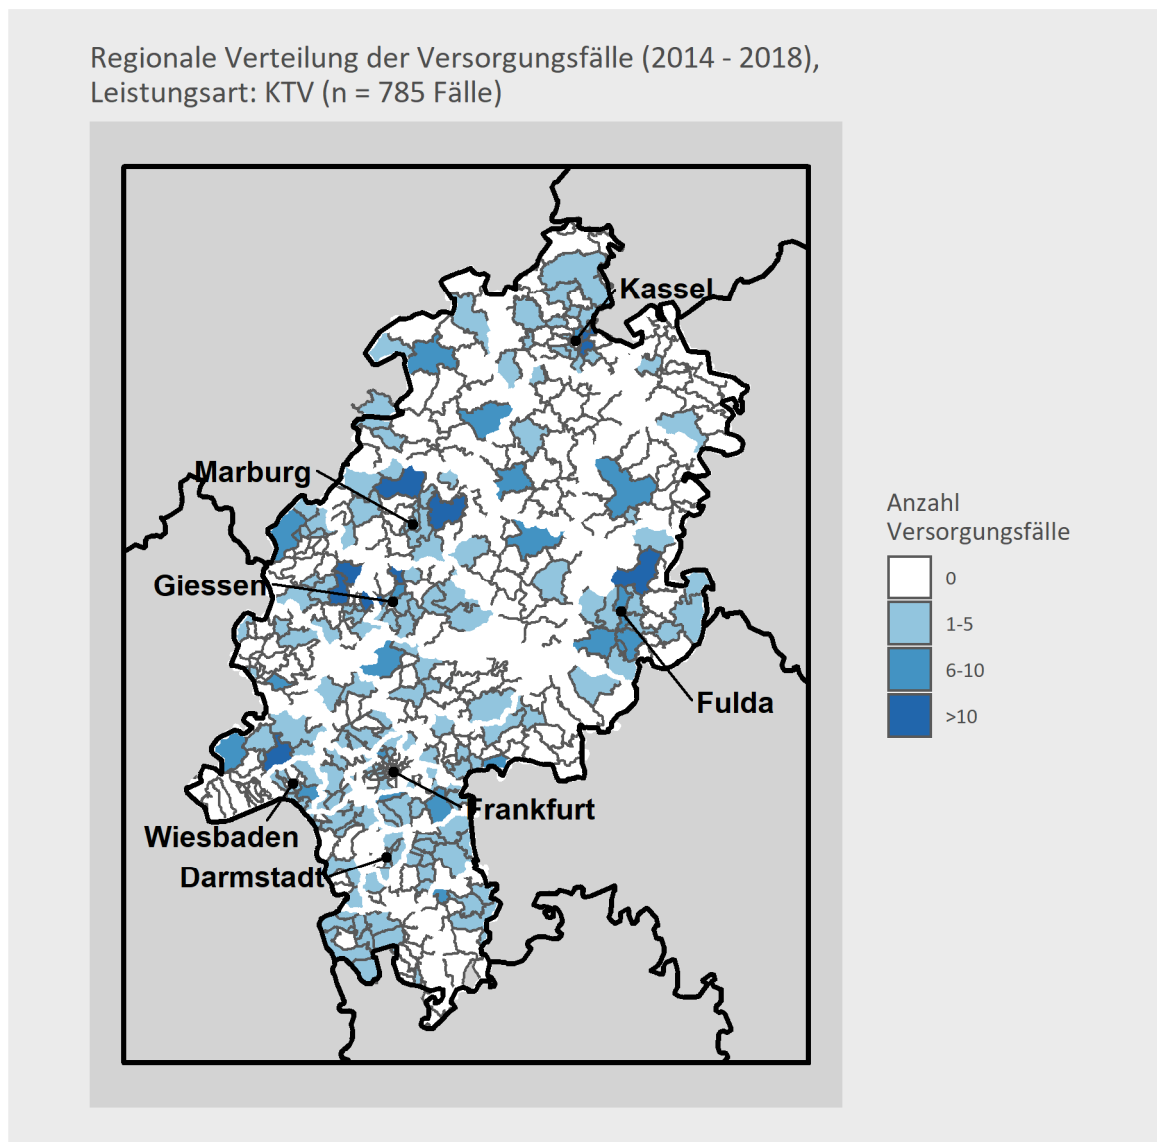 Regionale Verteilung der Versorgungsfälle (2014 - 2018),
Leistungsart: KTV (n = 785 Fälle)
Kassel
Marburg
Giessen
Fulda
Frankfurt
Wiesbaden
Darmstadt
Anzahl
Versorgungsfälle
0
1-5
6-10
>10